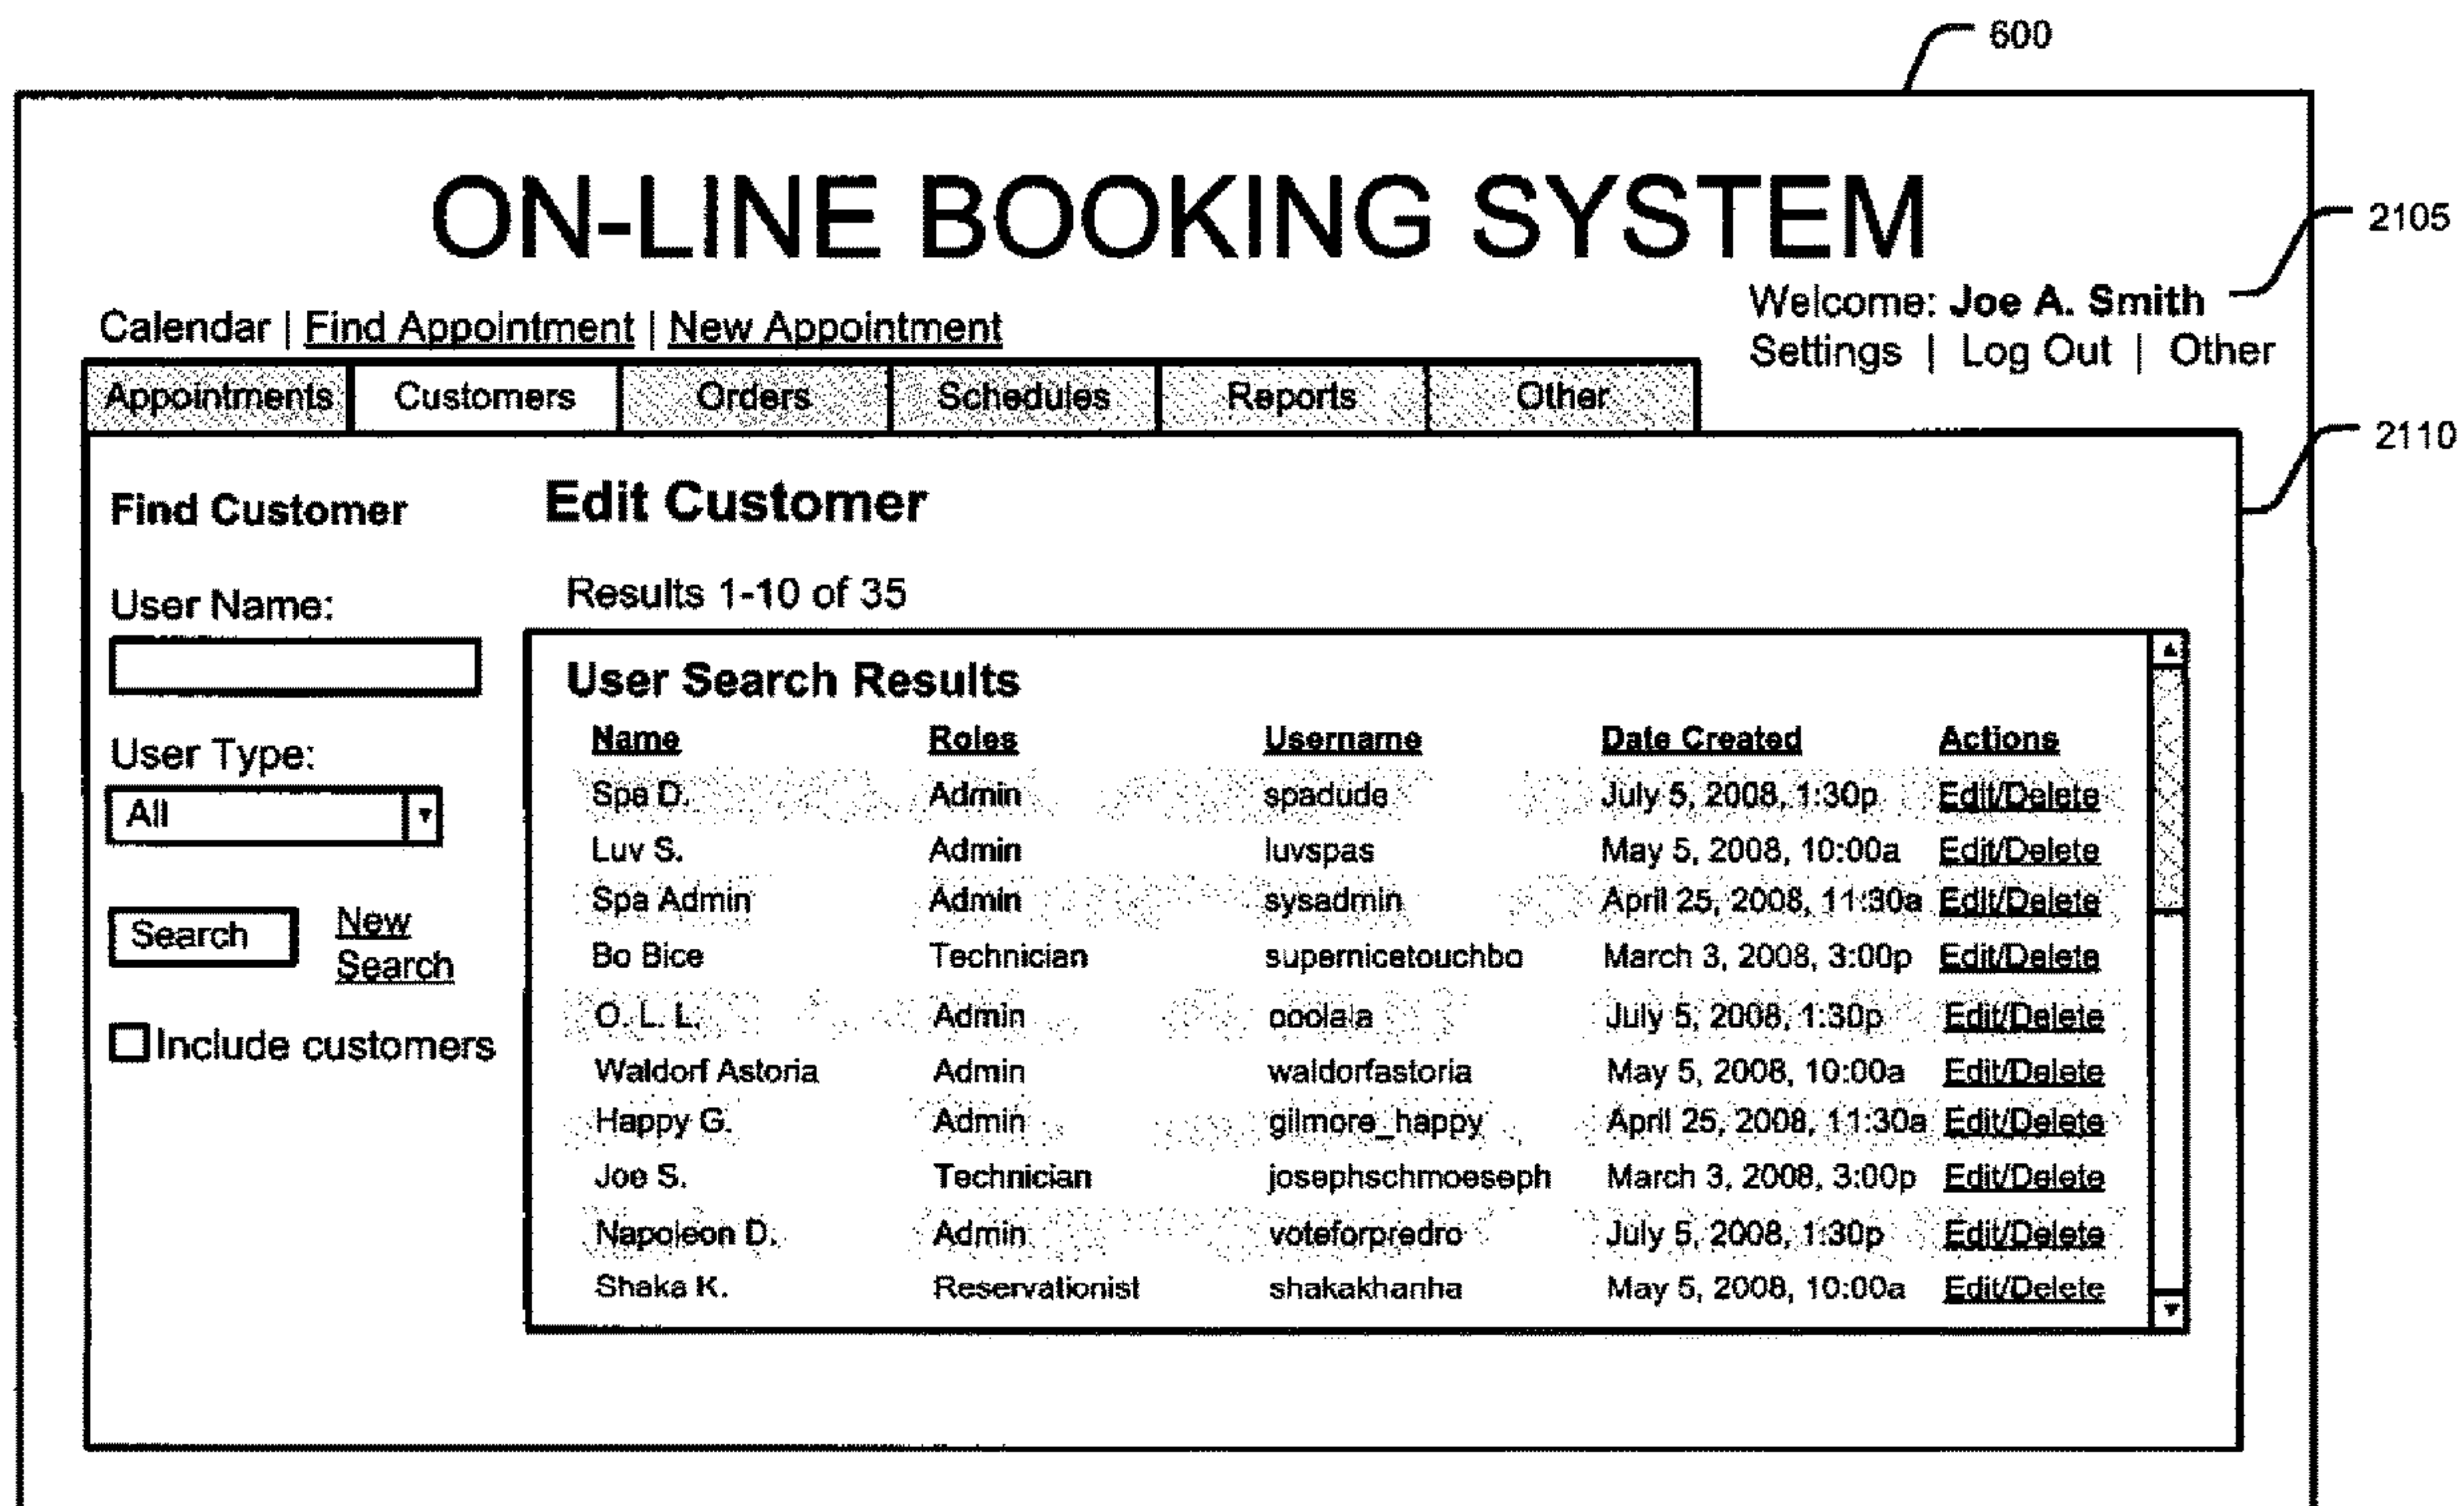 600
ON-LINE BOOKING SYSTEM
2105
Welcome: Joe A. Smith
Calendar | Find Appointment | New Appointment
Settings | Log Out | Other
Appointments Customers Orders Schedules Reports Other
2110
Find Customer
Edit Customer
User Name:
Results 1-10 of 35
User Search Results
User Type:
All
Search
New
Search
Include customers
Name Roles Username Date Created Actions
Spa D. Admin spadude July 5, 2008, 1:30p Edit/Delete
Luv S. Admin luvspas May 5, 2008, 10:00a Edit/Delete
Spa Admin Admin sysadmin April 25, 2008, 11:30a Edit/Delete
Bo Bice Technician supernicetouchbo March 3, 2008, 3:00p Edit/Delete
O. L. L. Admin ooolala July 5, 2008, 1:30p Edit/Delete
Waldorf Astoria Admin waldorfastoria May 5, 2008, 10:00a Edit/Delete
Happy G. Admin gilmore_happy April 25, 2008, 11:30a Edit/Delete
Joe S. Technician josephschmoeseph March 3, 2008, 3:00p Edit/Delete
Napoleon D. Admin voteforpredro July 5, 2008, 1:30p Edit/Delete
Shaka K. Reservationist shakakhanha May 5, 2008, 10:00a Edit/Delete